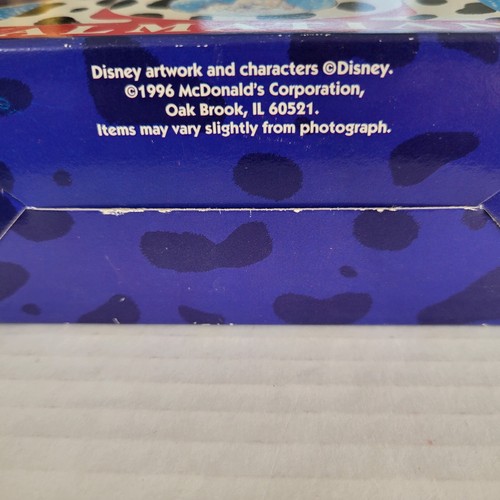 Disney artwork and characters ©Disney.
©1996 McDonald's Corporation,
Oak Brook, IL 60521.
Items may vary slightly from photograph.